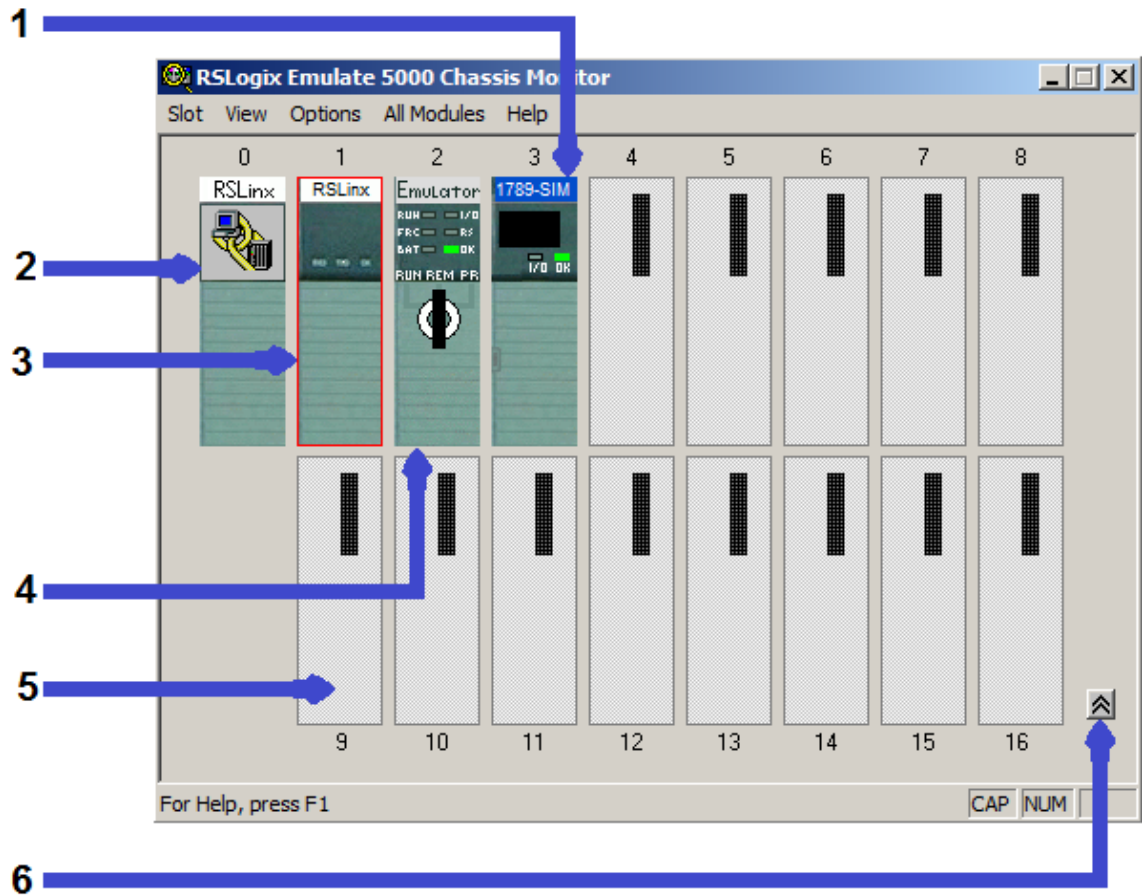 1
RSLogix Emulate 5000 Chassis Monitor
Slot View Options All Modules Help
0 1 2 3 4 5 6 7 8
RSLinx RSLinx Emulator 1789-SIM
RUN I/O
FRC RS
BAT OK
I/O OK
RUN REM PR
2
3
4
5
9 10 11 12 13 14 15 16
For Help, press F1 CAP NUM
6